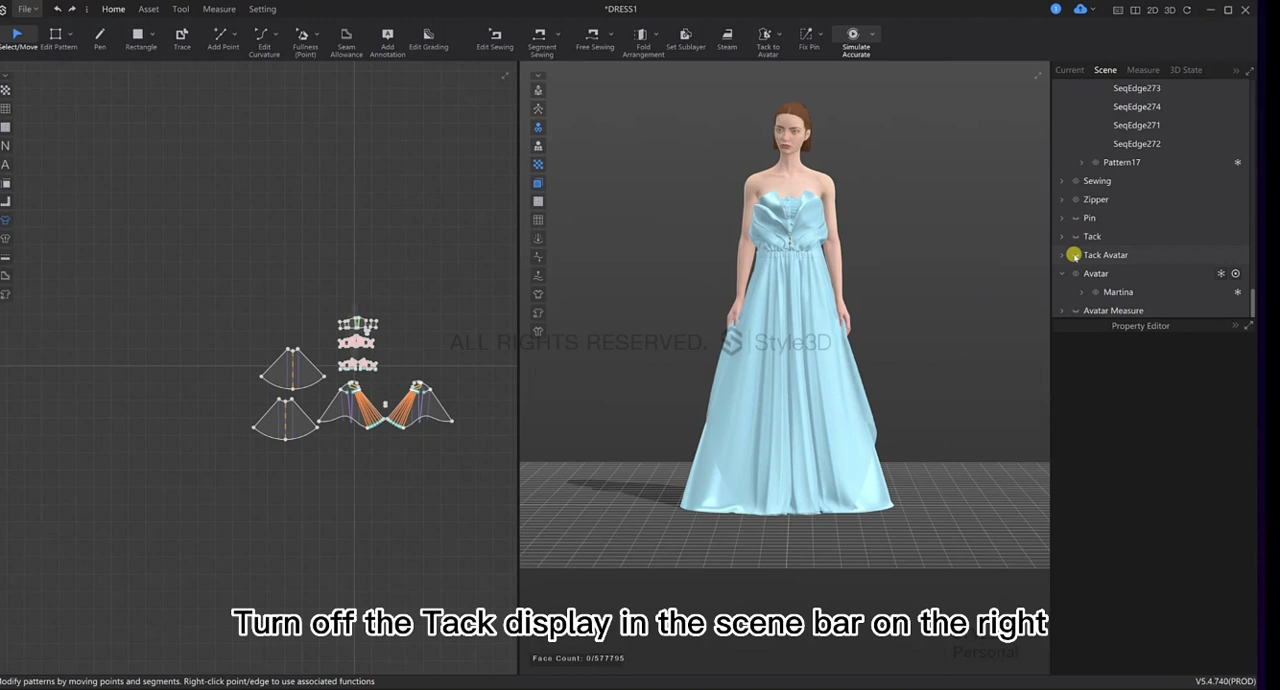 File
Home
Asset
Tool
Measure
Setting
*DRESS1
1
2D
3D
Select/Move
Edit Pattern
Pen
Rectangle
Trace
Add Point
Edit Curvature
Fullness (Point)
Seam Allowance
Add Annotation
Edit Grading
Edit Sewing
Segment Sewing
Free Sewing
Fold Arrangement
Set Sublayer
Steam
Tack to Avatar
Fix Pin
Simulate Accurate
Current
Scene
Measure
3D State
SeqEdge273
SeqEdge274
SeqEdge271
SeqEdge272
Pattern17
Sewing
Zipper
Pin
Tack
Tack Avatar
Avatar
Martina
Avatar Measure
Property Editor
ALL RIGHTS RESERVED. Style3D
Turn off the Tack display in the scene bar on the right
Personal
Face Count: 0/577795
Modify patterns by moving points and segments. Right-click point/edge to use associated functions
V5.4.740(PROD)